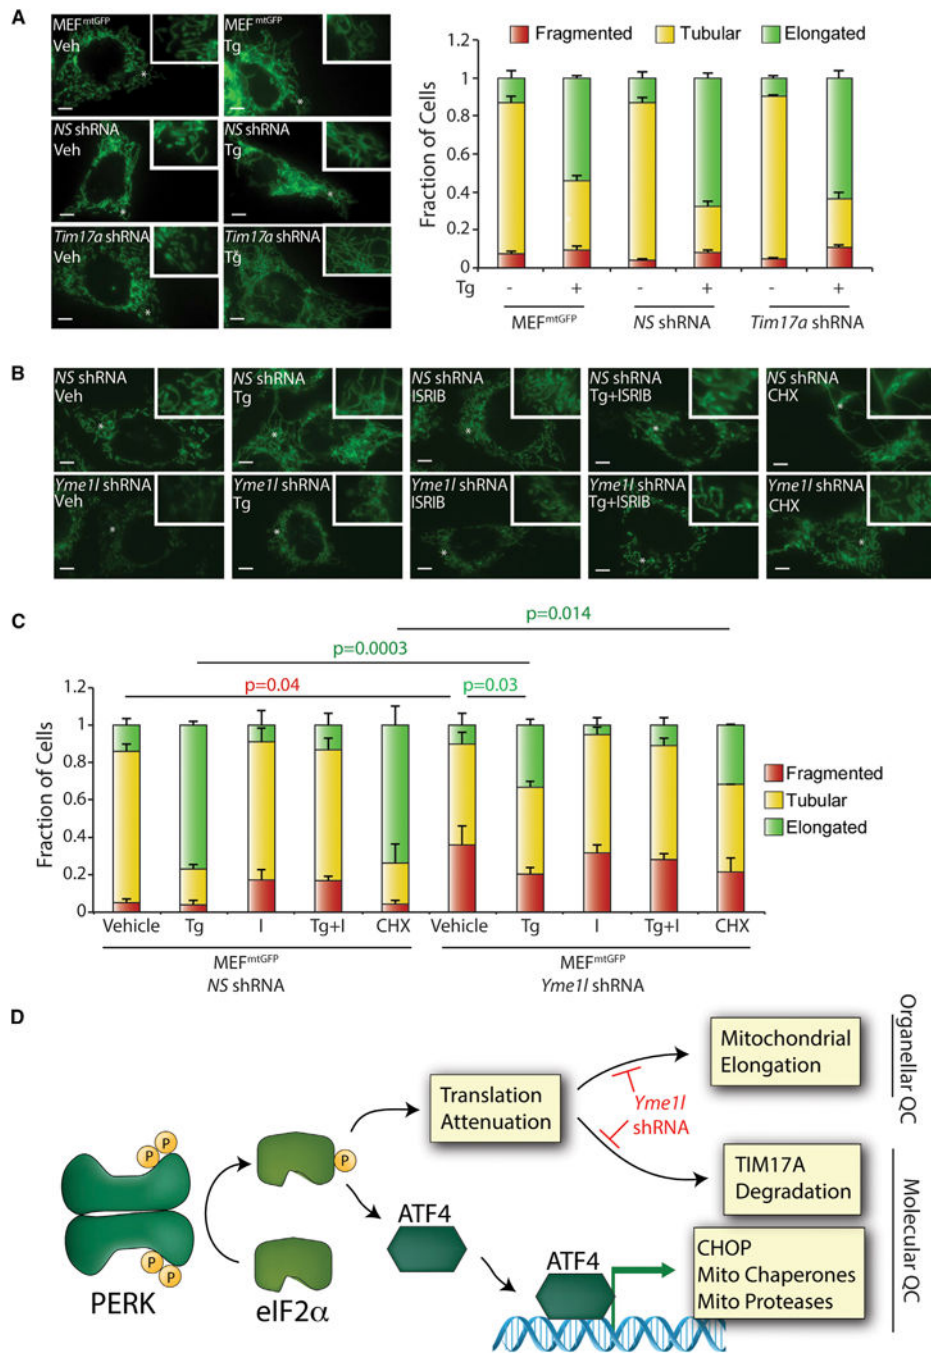 A
MEFmtGFP
Veh
MEFmtGFP
Tg
NS shRNA
Veh
NS shRNA
Tg
Tim17a shRNA
Veh
Tim17a shRNA
Tg
Fragmented Tubular Elongated
Fraction of Cells
1.2
1
0.8
0.6
0.4
0.2
0
Tg - + - + - +
MEFmtGFP NS shRNA Tim17a shRNA
B
NS shRNA
Veh
NS shRNA
Tg
NS shRNA
ISRIB
NS shRNA
Tg+ISRIB
NS shRNA
CHX
Yme1l shRNA
Veh
Yme1l shRNA
Tg
Yme1l shRNA
ISRIB
Yme1l shRNA
Tg+ISRIB
Yme1l shRNA
CHX
C
p=0.014
p=0.0003
p=0.04 p=0.03
Fraction of Cells
1.2
1
0.8
0.6
0.4
0.2
0
Fragmented
Tubular
Elongated
Vehicle Tg I Tg+I CHX Vehicle Tg I Tg+I CHX
MEFmtGFP
NS shRNA
MEFmtGFP
Yme1l shRNA
D
Mitochondrial
Elongation
Organellar QC
Translation
Attenuation
Yme1l
shRNA
P
P
P
TIM17A
Degradation
Molecular QC
ATF4
ATF4
CHOP
Mito Chaperones
Mito Proteases
P
P
PERK
eIF2α